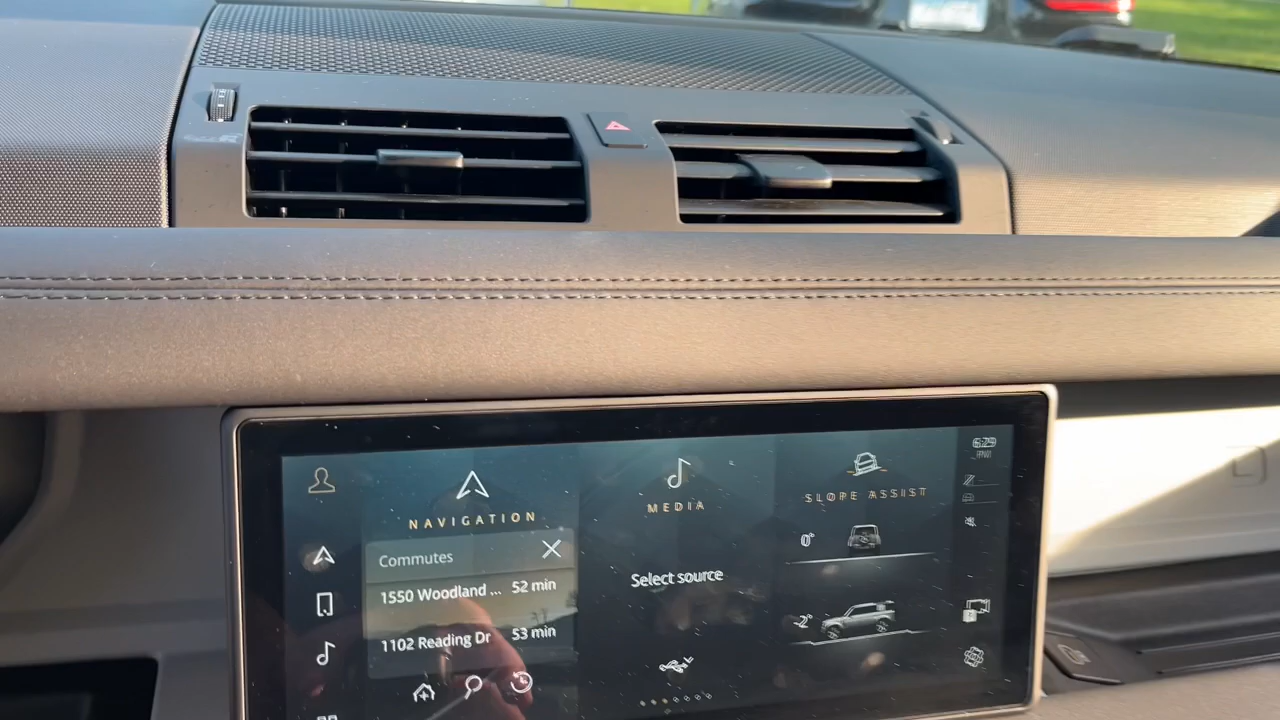 6:29
NAVIGATION
MEDIA
SLOPE ASSIST
Commutes
0°
1550 Woodland ... 52 min
Select source
-2°
1102 Reading Dr 53 min